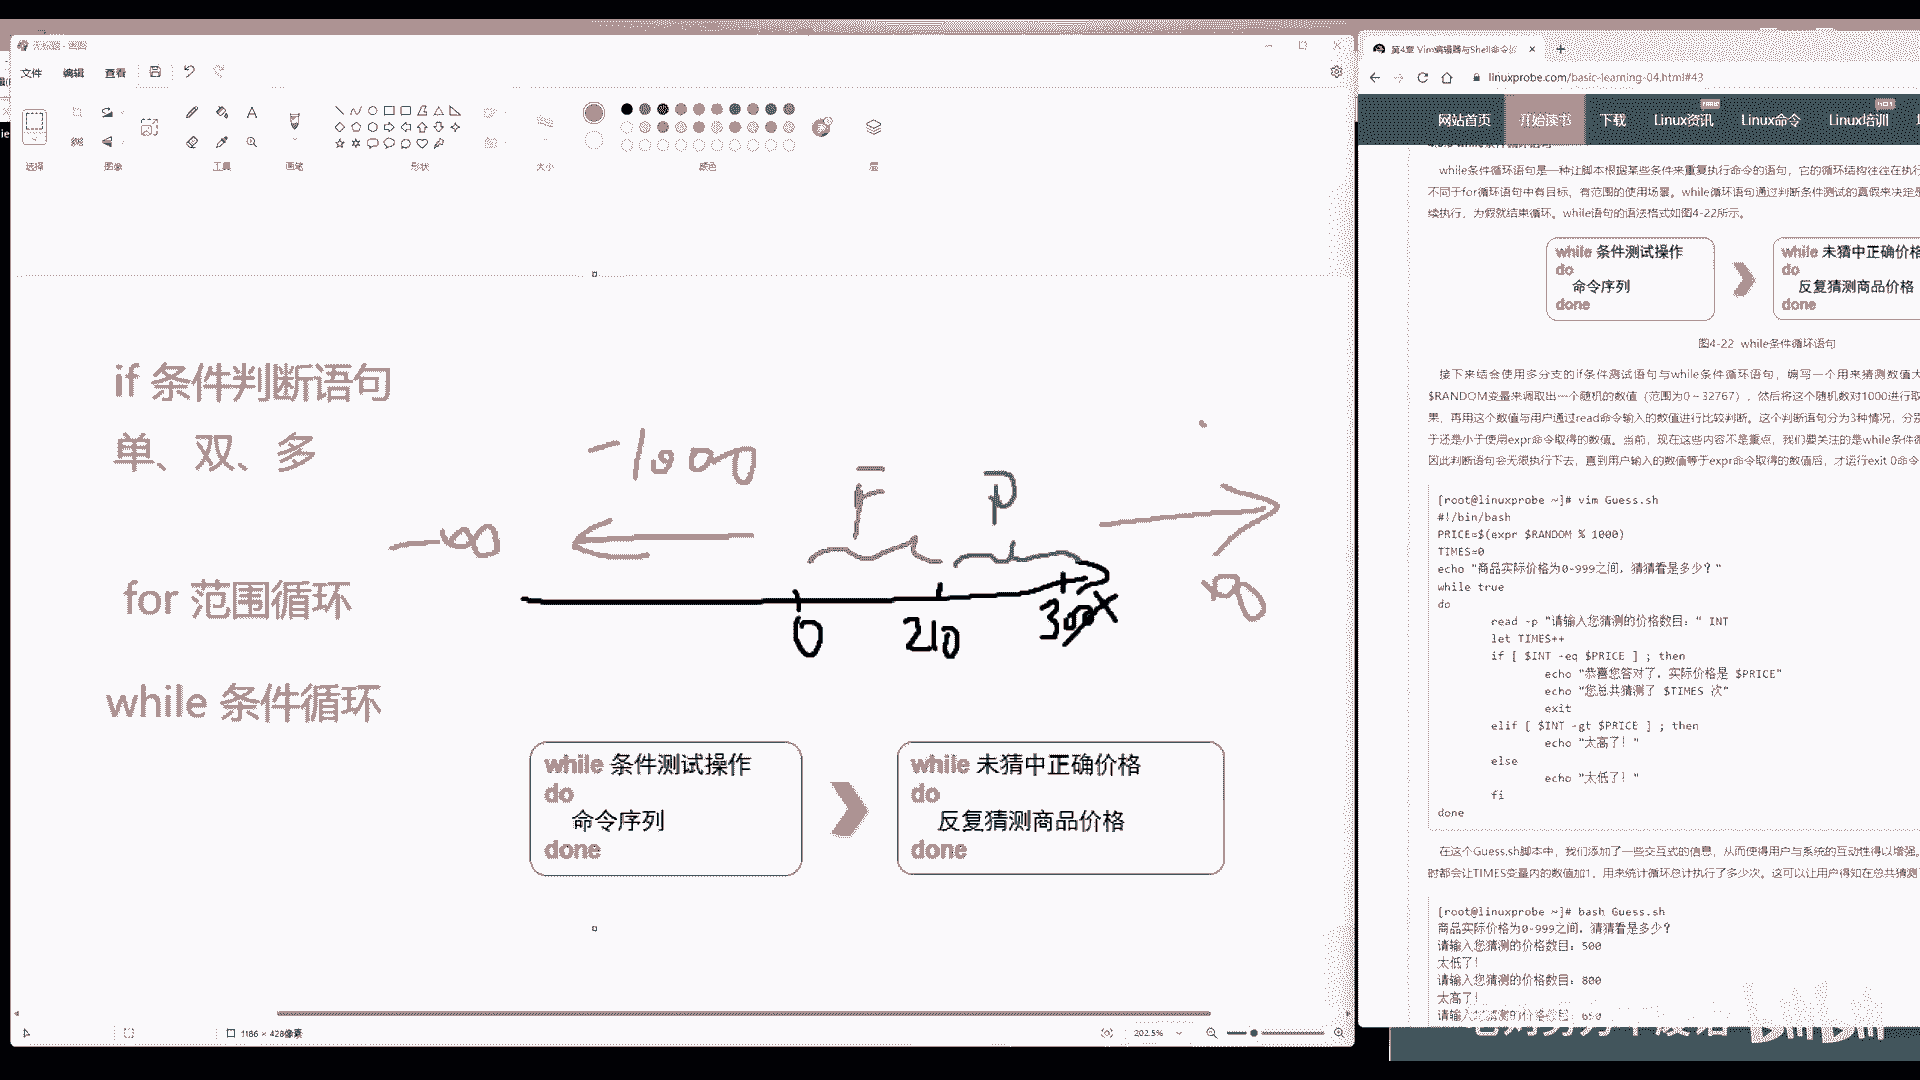 无标题 - 画图
文件 编辑 查看
选择 图像 工具 画笔 形状 大小 颜色 层
if 条件判断语句
单、双、多
for 范围循环
while 条件循环
-1000
F P
-∞
0 210 300
while 条件测试操作
do
命令序列
done
while 未猜中正确价格
do
反复猜测商品价格
done
1186 × 428像素
202.5%
第4章 Vim编辑器与Shell命令
linuxprobe.com/basic-learning-04.html#43
网站首页 开始读书 下载 Linux资讯 Linux命令 Linux培训
while条件循环语句是一种让脚本根据某些条件来重复执行命令的语句，它的循环结构往往在执行
不同于for循环语句中有目标、有范围的使用场景。while循环语句通过判断条件测试的真假来决定是
续执行，为假就结束循环。while语句的语法格式如图4-22所示。
while 条件测试操作
do
命令序列
done
while 未猜中正确价格
do
反复猜测商品价格
done
图4-22 while条件循环语句
接下来结合使用多分支的if条件测试语句与while条件循环语句，编写一个用来猜测数值大
$RANDOM变量来调取出一个随机的数值（范围为0～32767），然后将这个随机数对1000进行取
果，再用这个数值与用户通过read命令输入的数值进行比较判断。这个判断语句分为3种情况，分别
于还是小于使用expr命令取得的数值。当前，现在这些内容不是重点，我们要关注的是while条件循
因此判断语句会无限执行下去，直到用户输入的数值等于expr命令取得的数值后，才运行exit 0命令
[root@linuxprobe ~]# vim Guess.sh
#!/bin/bash
PRICE=$(expr $RANDOM % 1000)
TIMES=0
echo "商品实际价格为0-999之间，猜猜看是多少？"
while true
do
read -p "请输入您猜测的价格数目：" INT
let TIMES++
if [ $INT -eq $PRICE ] ; then
echo "恭喜您答对了，实际价格是 $PRICE"
echo "您总共猜测了 $TIMES 次"
exit
elif [ $INT -gt $PRICE ] ; then
echo "太高了！"
else
echo "太低了！"
fi
done
在这个Guess.sh脚本中，我们添加了一些交互式的信息，从而使得用户与系统的互动性得以增强。
时都会让TIMES变量内的数值加1，用来统计循环总计执行了多少次。这可以让用户得知在总共猜测
[root@linuxprobe ~]# bash Guess.sh
商品实际价格为0-999之间，猜猜看是多少？
请输入您猜测的价格数目：500
太低了！
请输入您猜测的价格数目：800
太高了！
请输入您猜测的价格数目：650
bilibili